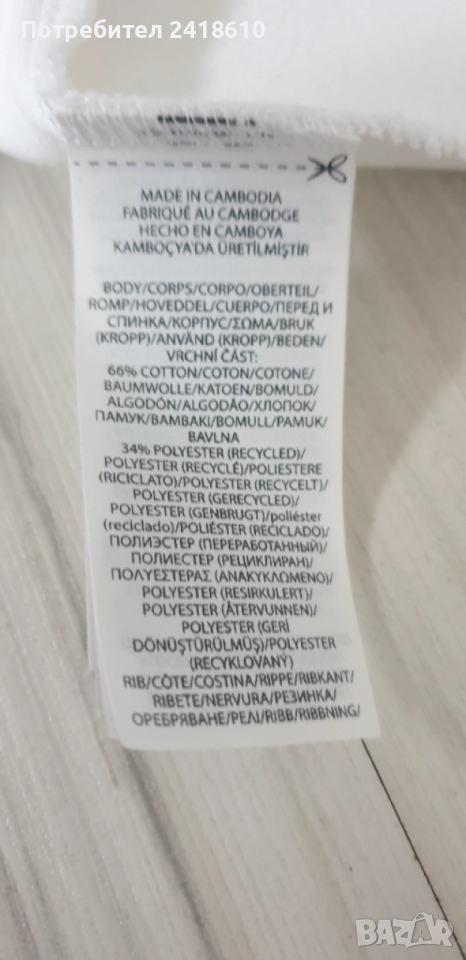 Потребител 2418610
MADE IN CAMBODIA
FABRIQUÉ AU CAMBODGE
HECHO EN CAMBOYA
KAMBOÇYA'DA ÜRETİLMİŞTİR
BODY/CORPS/CORPO/OBERTEIL/
ROMP/HOVEDDEL/CUERPO/ПЕРЕД И
СПИНКА/КОРПУС/ΣΩΜΑ/BRUK
(KROPP)/ANVÄND (KROPP)/BEDEN/
VRCHNÍ ČÁST:
66% COTTON/COTON/COTONE/
BAUMWOLLE/KATOEN/BOMULD/
ALGODÓN/ALGODÃO/ХЛОПОК/
ПАМУК/BAMBAKI/BOMULL/PAMUK/
BAVLNA
34% POLYESTER (RECYCLED)/
POLYESTER (RECYCLÉ)/POLIESTERE
(RICICLATO)/POLYESTER (RECYCELT)/
POLYESTER (GERECYCLED)/
POLYESTER (GENBRUGT)/poliéster
(reciclado)/POLIÉSTER (RECICLADO)/
ПОЛИЭСТЕР (ПЕРЕРАБОТАННЫЙ)/
ПОЛИЕСТЕР (РЕЦИКЛИРАН)/
ΠΟΛΥΕΣΤΕΡΑΣ (ΑΝΑΚΥΚΛΩΜΕΝΟ)/
POLYESTER (RESIRKULERT)/
POLYESTER (ÅTERVUNNEN)/
POLYESTER (GERİ
DÖNÜŞTÜRÜLMÜŞ)/POLYESTER
(RECYKLOVANÝ)
RIB/CÔTE/COSTINA/RIPPE/RIBKANT/
RIBETE/NERVURA/РЕЗИНКА/
ОРЕБРЯВАНЕ/ΡΕΛΙ/RIBB/RIBBNING/
BAZAR